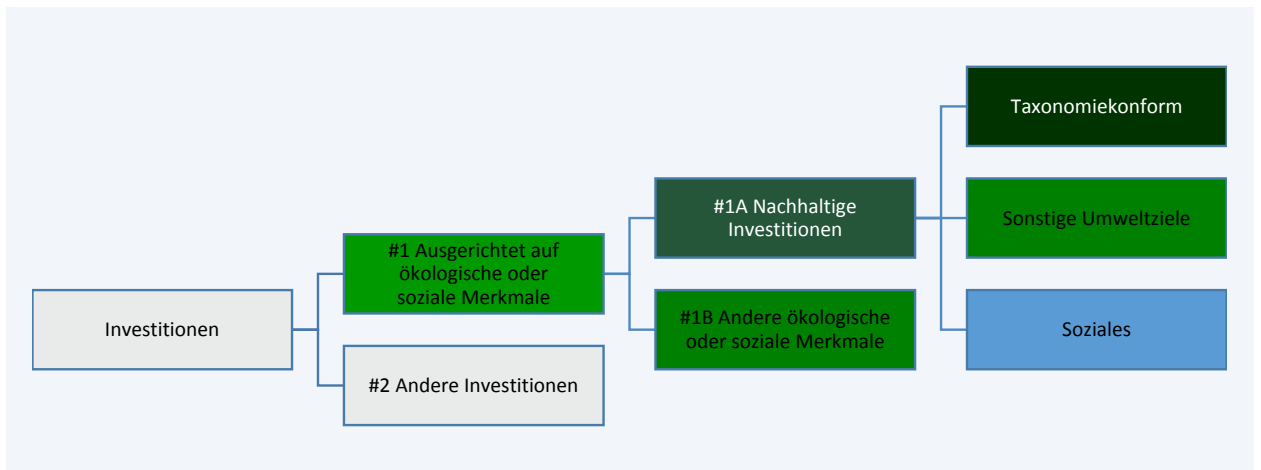 Investitionen
#1 Ausgerichtet auf
ökologische oder
soziale Merkmale
#2 Andere Investitionen
#1A Nachhaltige
Investitionen
#1B Andere ökologische
oder soziale Merkmale
Taxonomiekonform
Sonstige Umweltziele
Soziales